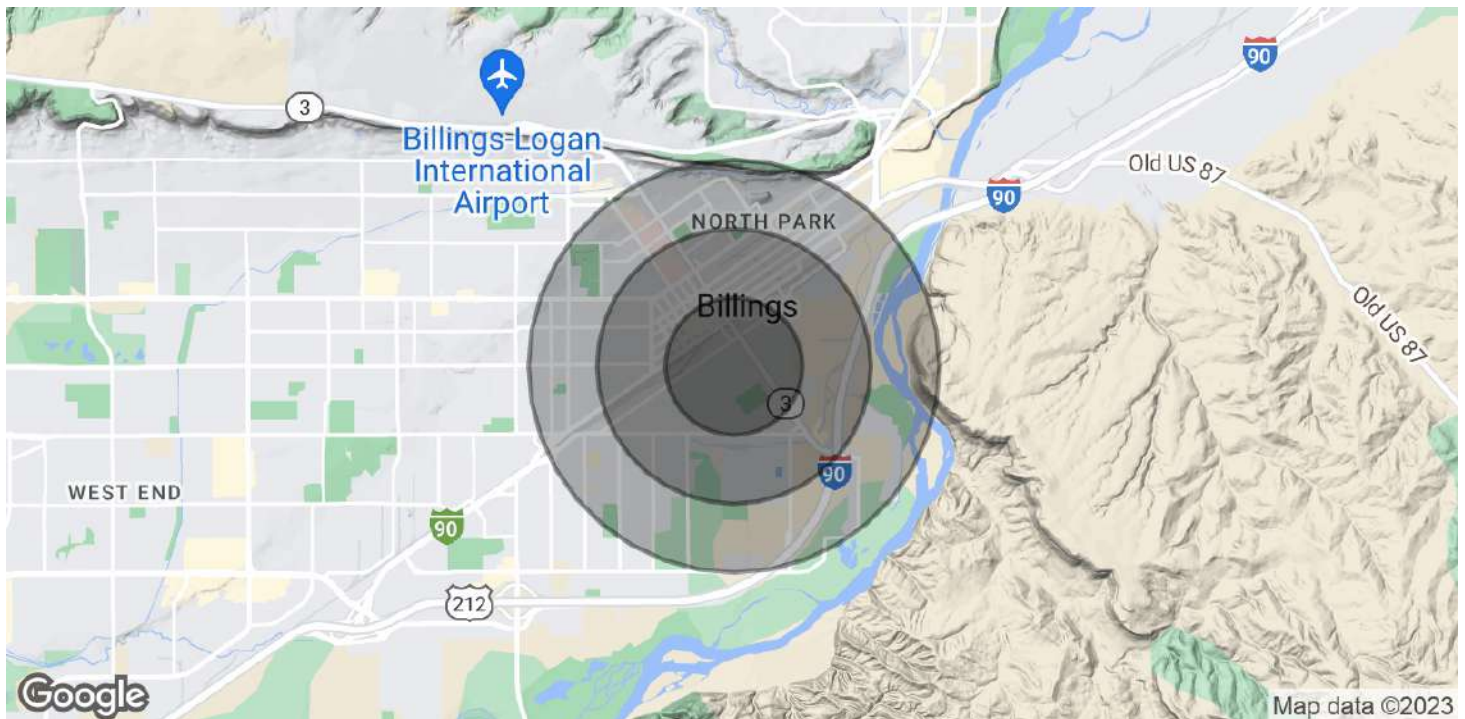 90
3
Billings-Logan
International
Airport
Old US 87
90
NORTH PARK
Billings
Old US 87
3
90
WEST END
90
212
Google
Map data ©2023